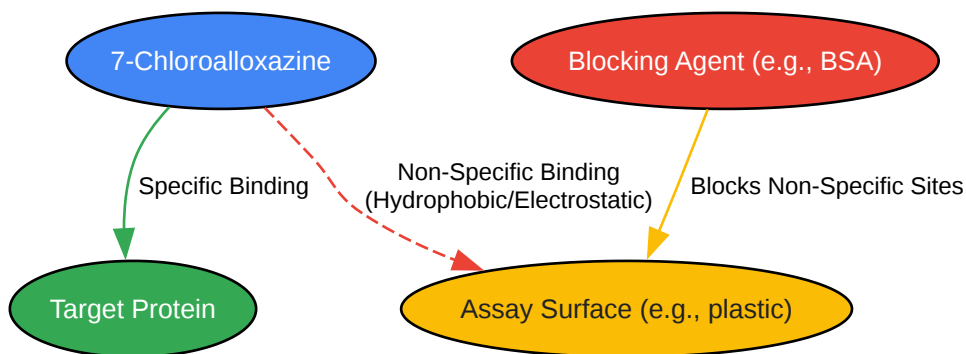 7-Chloroalloxazine
Blocking Agent (e.g., BSA)
Specific Binding
Non-Specific Binding
(Hydrophobic/Electrostatic)
Blocks Non-Specific Sites
Target Protein
Assay Surface (e.g., plastic)